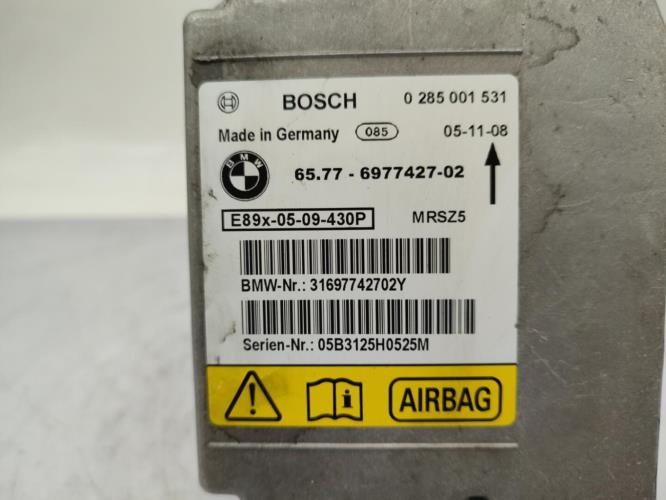 BOSCH 0 285 001 531
Made in Germany 085 05-11-08
BMW 65.77 - 6977427-02
E89x-05-09-430P MRSZ5
BMW-Nr.: 31697742702Y
Serien-Nr.: 05B3125H0525M
i AIRBAG